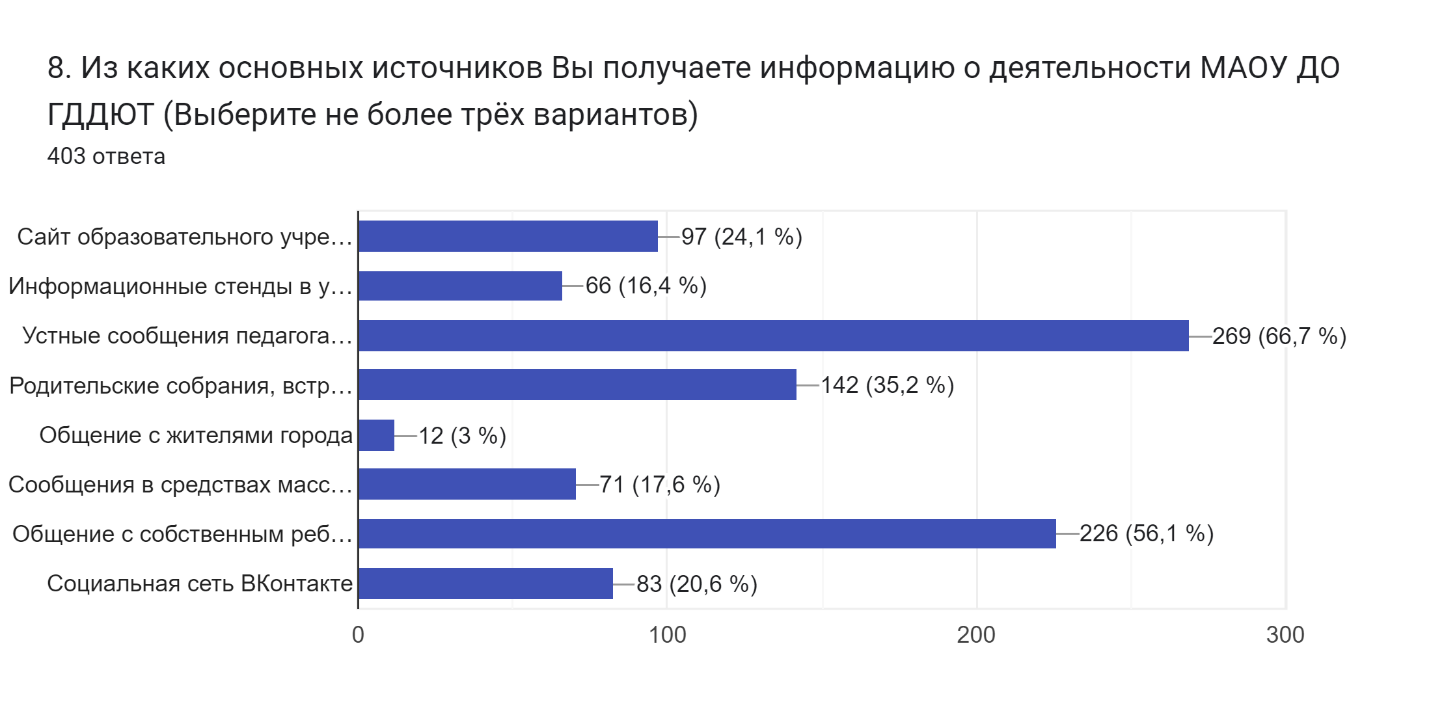 8. Из каких основных источников Вы получаете информацию о деятельности МАОУ ДО
ГДДЮТ (Выберите не более трёх вариантов)
403 ответа
Сайт образовательного учре… 97 (24,1 %)
Информационные стенды в у… 66 (16,4 %)
Устные сообщения педагога… 269 (66,7 %)
Родительские собрания, встр… 142 (35,2 %)
Общение с жителями города 12 (3 %)
Сообщения в средствах масс… 71 (17,6 %)
Общение с собственным реб… 226 (56,1 %)
Социальная сеть ВКонтакте 83 (20,6 %)
0 100 200 300